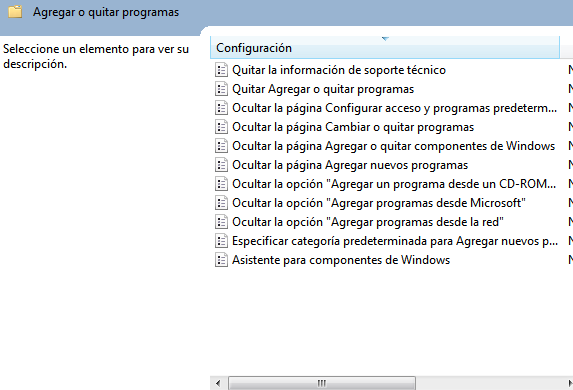 Agregar o quitar programas
Seleccione un elemento para ver su
descripción.
Configuración
Quitar la información de soporte técnico
Quitar Agregar o quitar programas
Ocultar la página Configurar acceso y programas predeterm...
Ocultar la página Cambiar o quitar programas
Ocultar la página Agregar o quitar componentes de Windows
Ocultar la página Agregar nuevos programas
Ocultar la opción "Agregar un programa desde un CD-ROM...
Ocultar la opción "Agregar programas desde Microsoft"
Ocultar la opción "Agregar programas desde la red"
Especificar categoría predeterminada para Agregar nuevos p...
Asistente para componentes de Windows